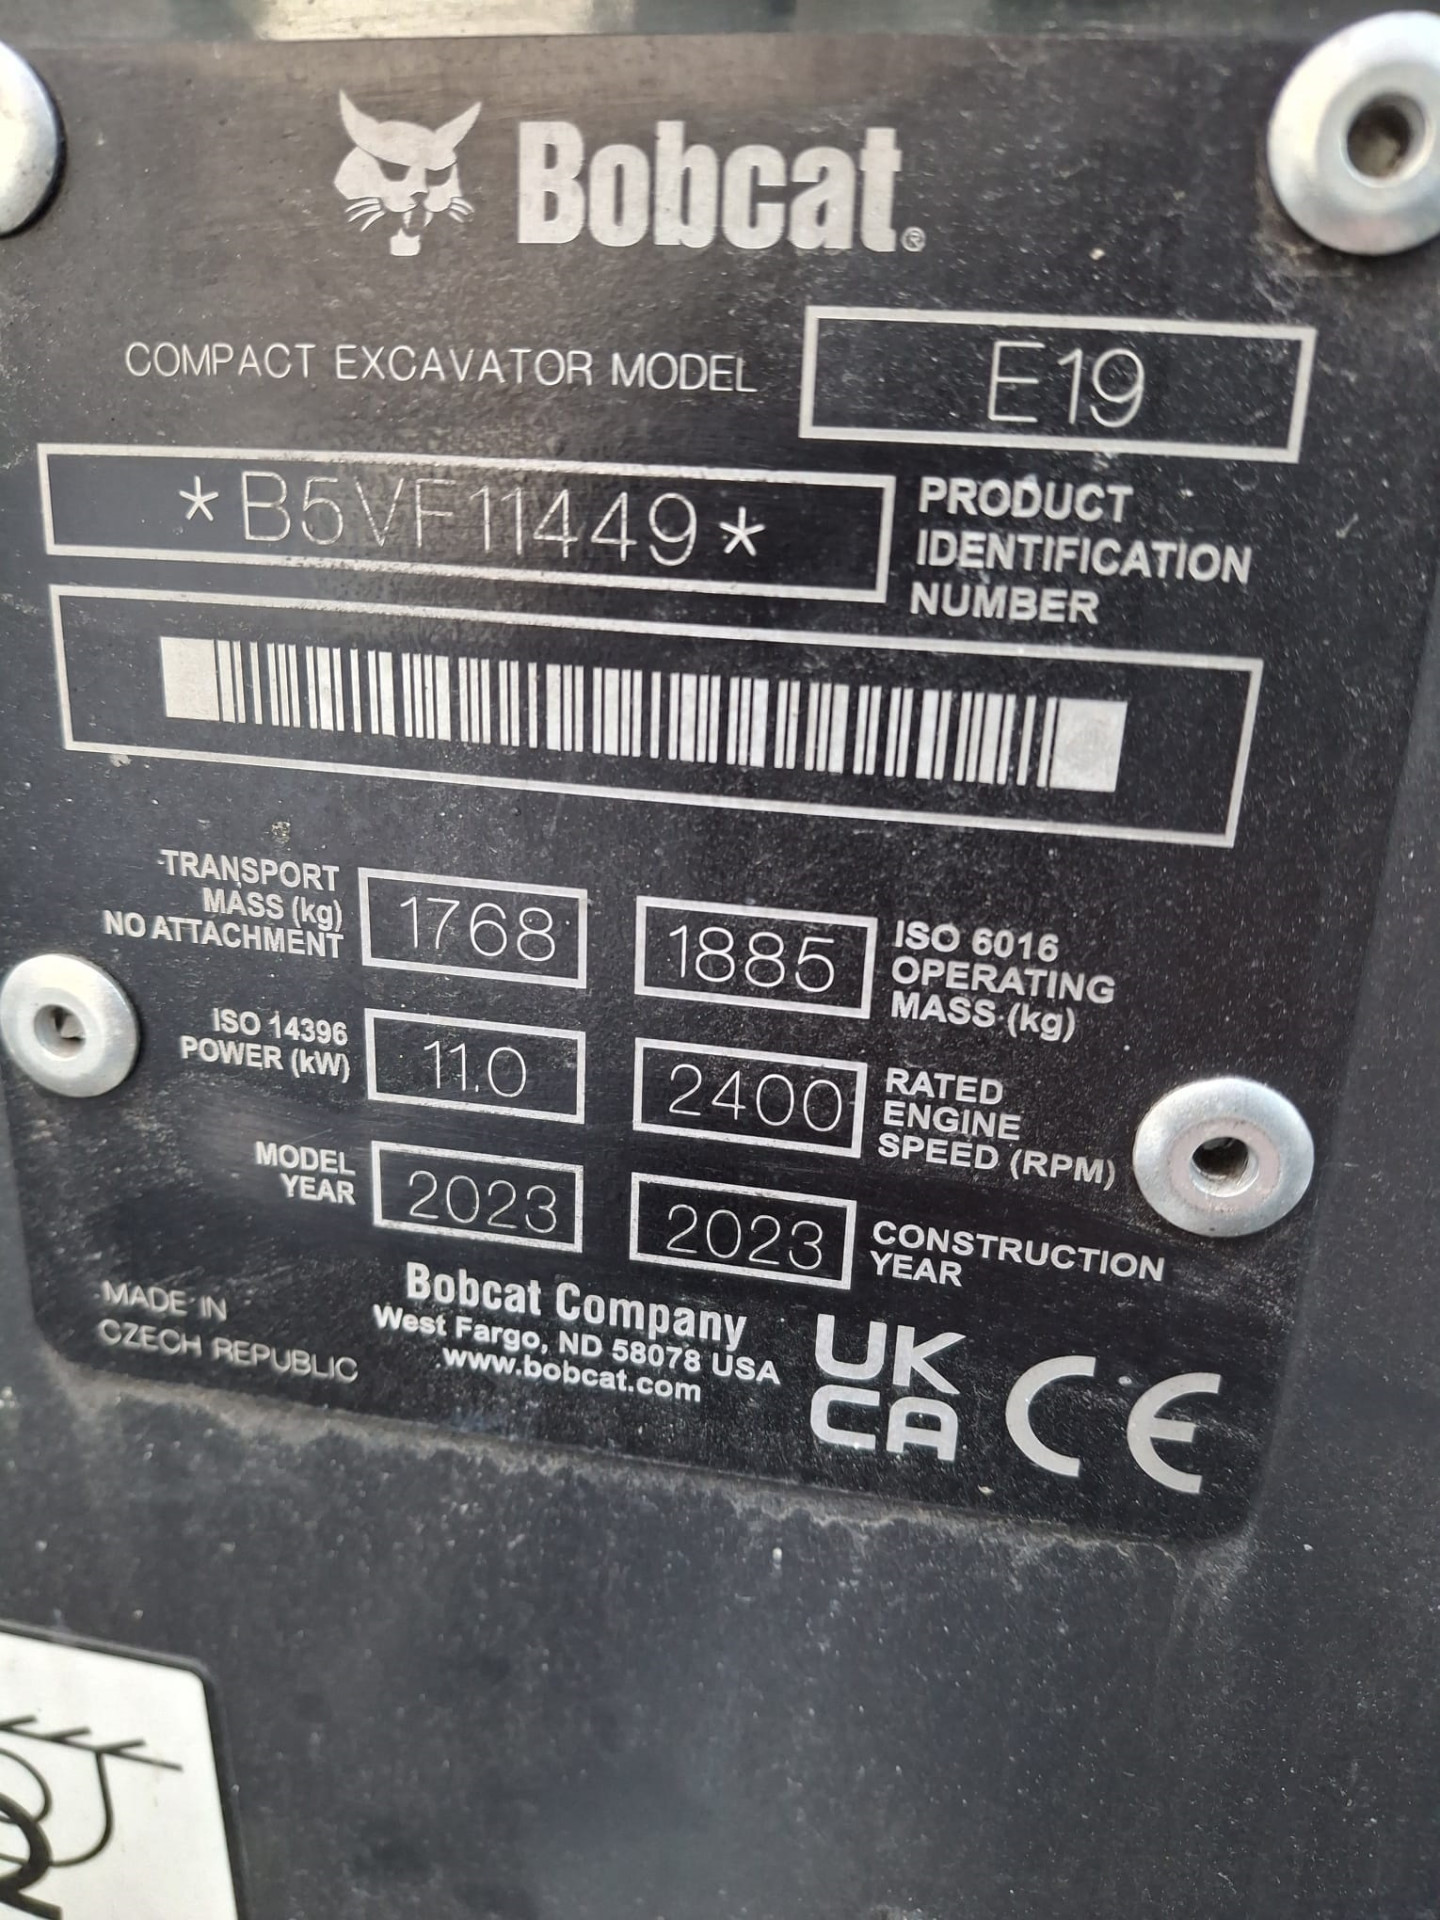 Bobcat®
COMPACT EXCAVATOR MODEL E19
*B5VF11449* PRODUCT
IDENTIFICATION
NUMBER
TRANSPORT
MASS (kg)
NO ATTACHMENT
1768
1885
ISO 6016
OPERATING
MASS (kg)
ISO 14396
POWER (kW)
11.0
2400
RATED
ENGINE
SPEED (RPM)
MODEL
YEAR
2023
2023
CONSTRUCTION
YEAR
MADE IN
CZECH REPUBLIC
Bobcat Company
West Fargo, ND 58078 USA
www.bobcat.com
UK
CA
CE